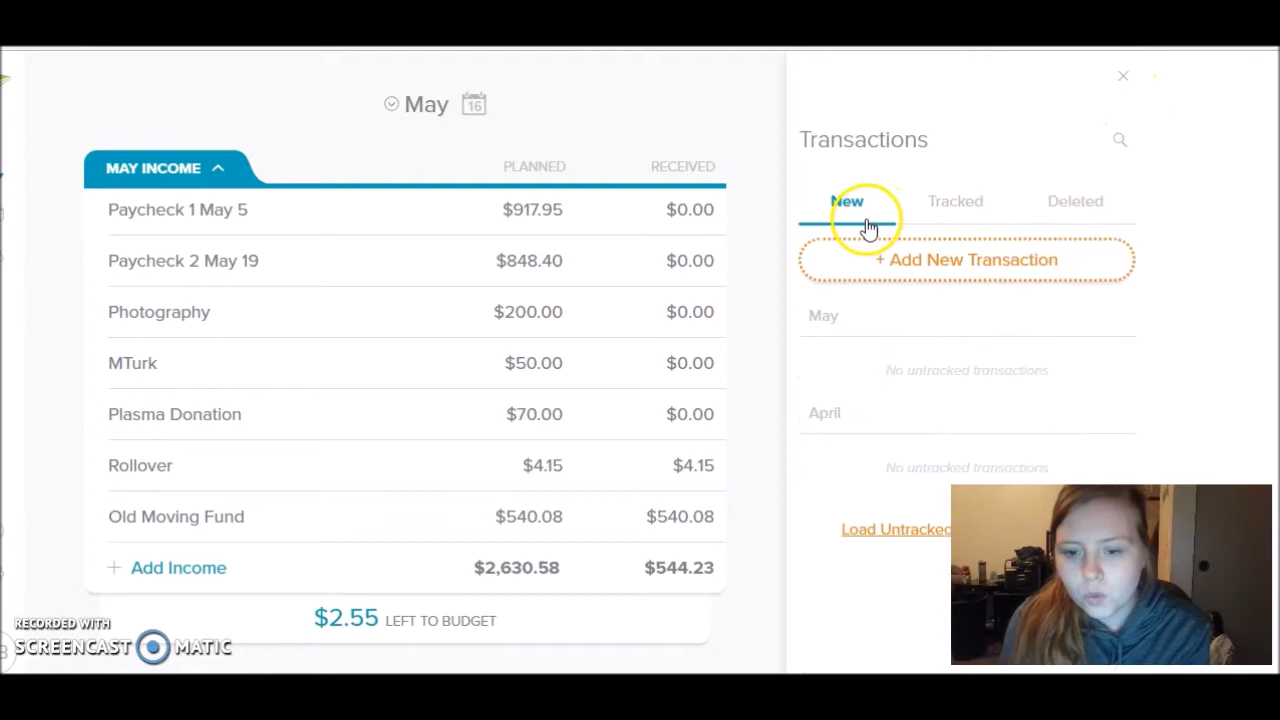 May 16
MAY INCOME PLANNED RECEIVED
Paycheck 1 May 5 $917.95 $0.00
Paycheck 2 May 19 $848.40 $0.00
Photography $200.00 $0.00
MTurk $50.00 $0.00
Plasma Donation $70.00 $0.00
Rollover $4.15 $4.15
Old Moving Fund $540.08 $540.08
+ Add Income $2,630.58 $544.23
$2.55 LEFT TO BUDGET
Transactions
New Tracked Deleted
+ Add New Transaction
May
No untracked transactions
April
No untracked transactions
Load Untracked
RECORDED WITH
SCREENCAST MATIC